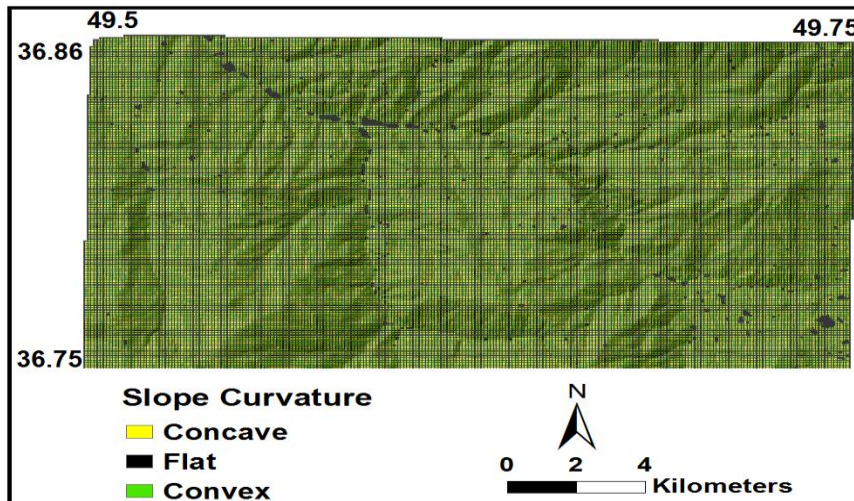 49.5
49.75
36.86
36.75
Slope Curvature
Concave
Flat
Convex
N
0 2 4
Kilometers